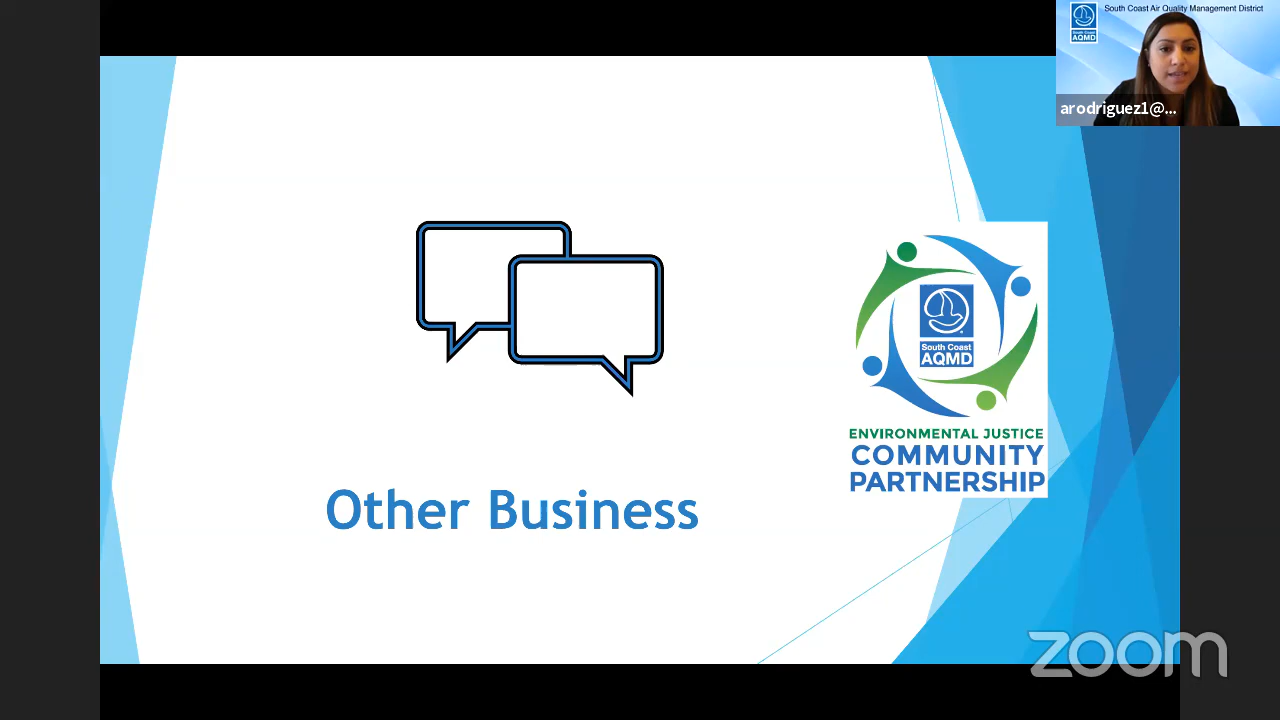 South Coast Air Quality Management District
South Coast
AQMD
arodriguez1@...
South Coast
AQMD
ENVIRONMENTAL JUSTICE
COMMUNITY
PARTNERSHIP
Other Business
zoom